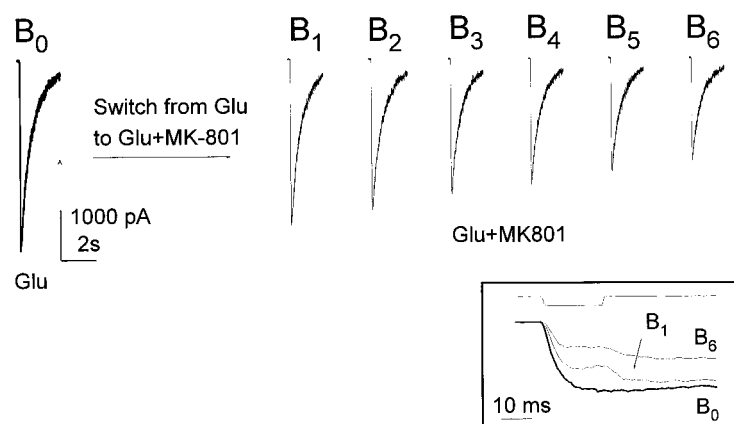 B0
B1 B2 B3 B4 B5 B6
Switch from Glu
to Glu+MK-801
1000 pA
2s
Glu
Glu+MK801
B1
B6
B0
10 ms